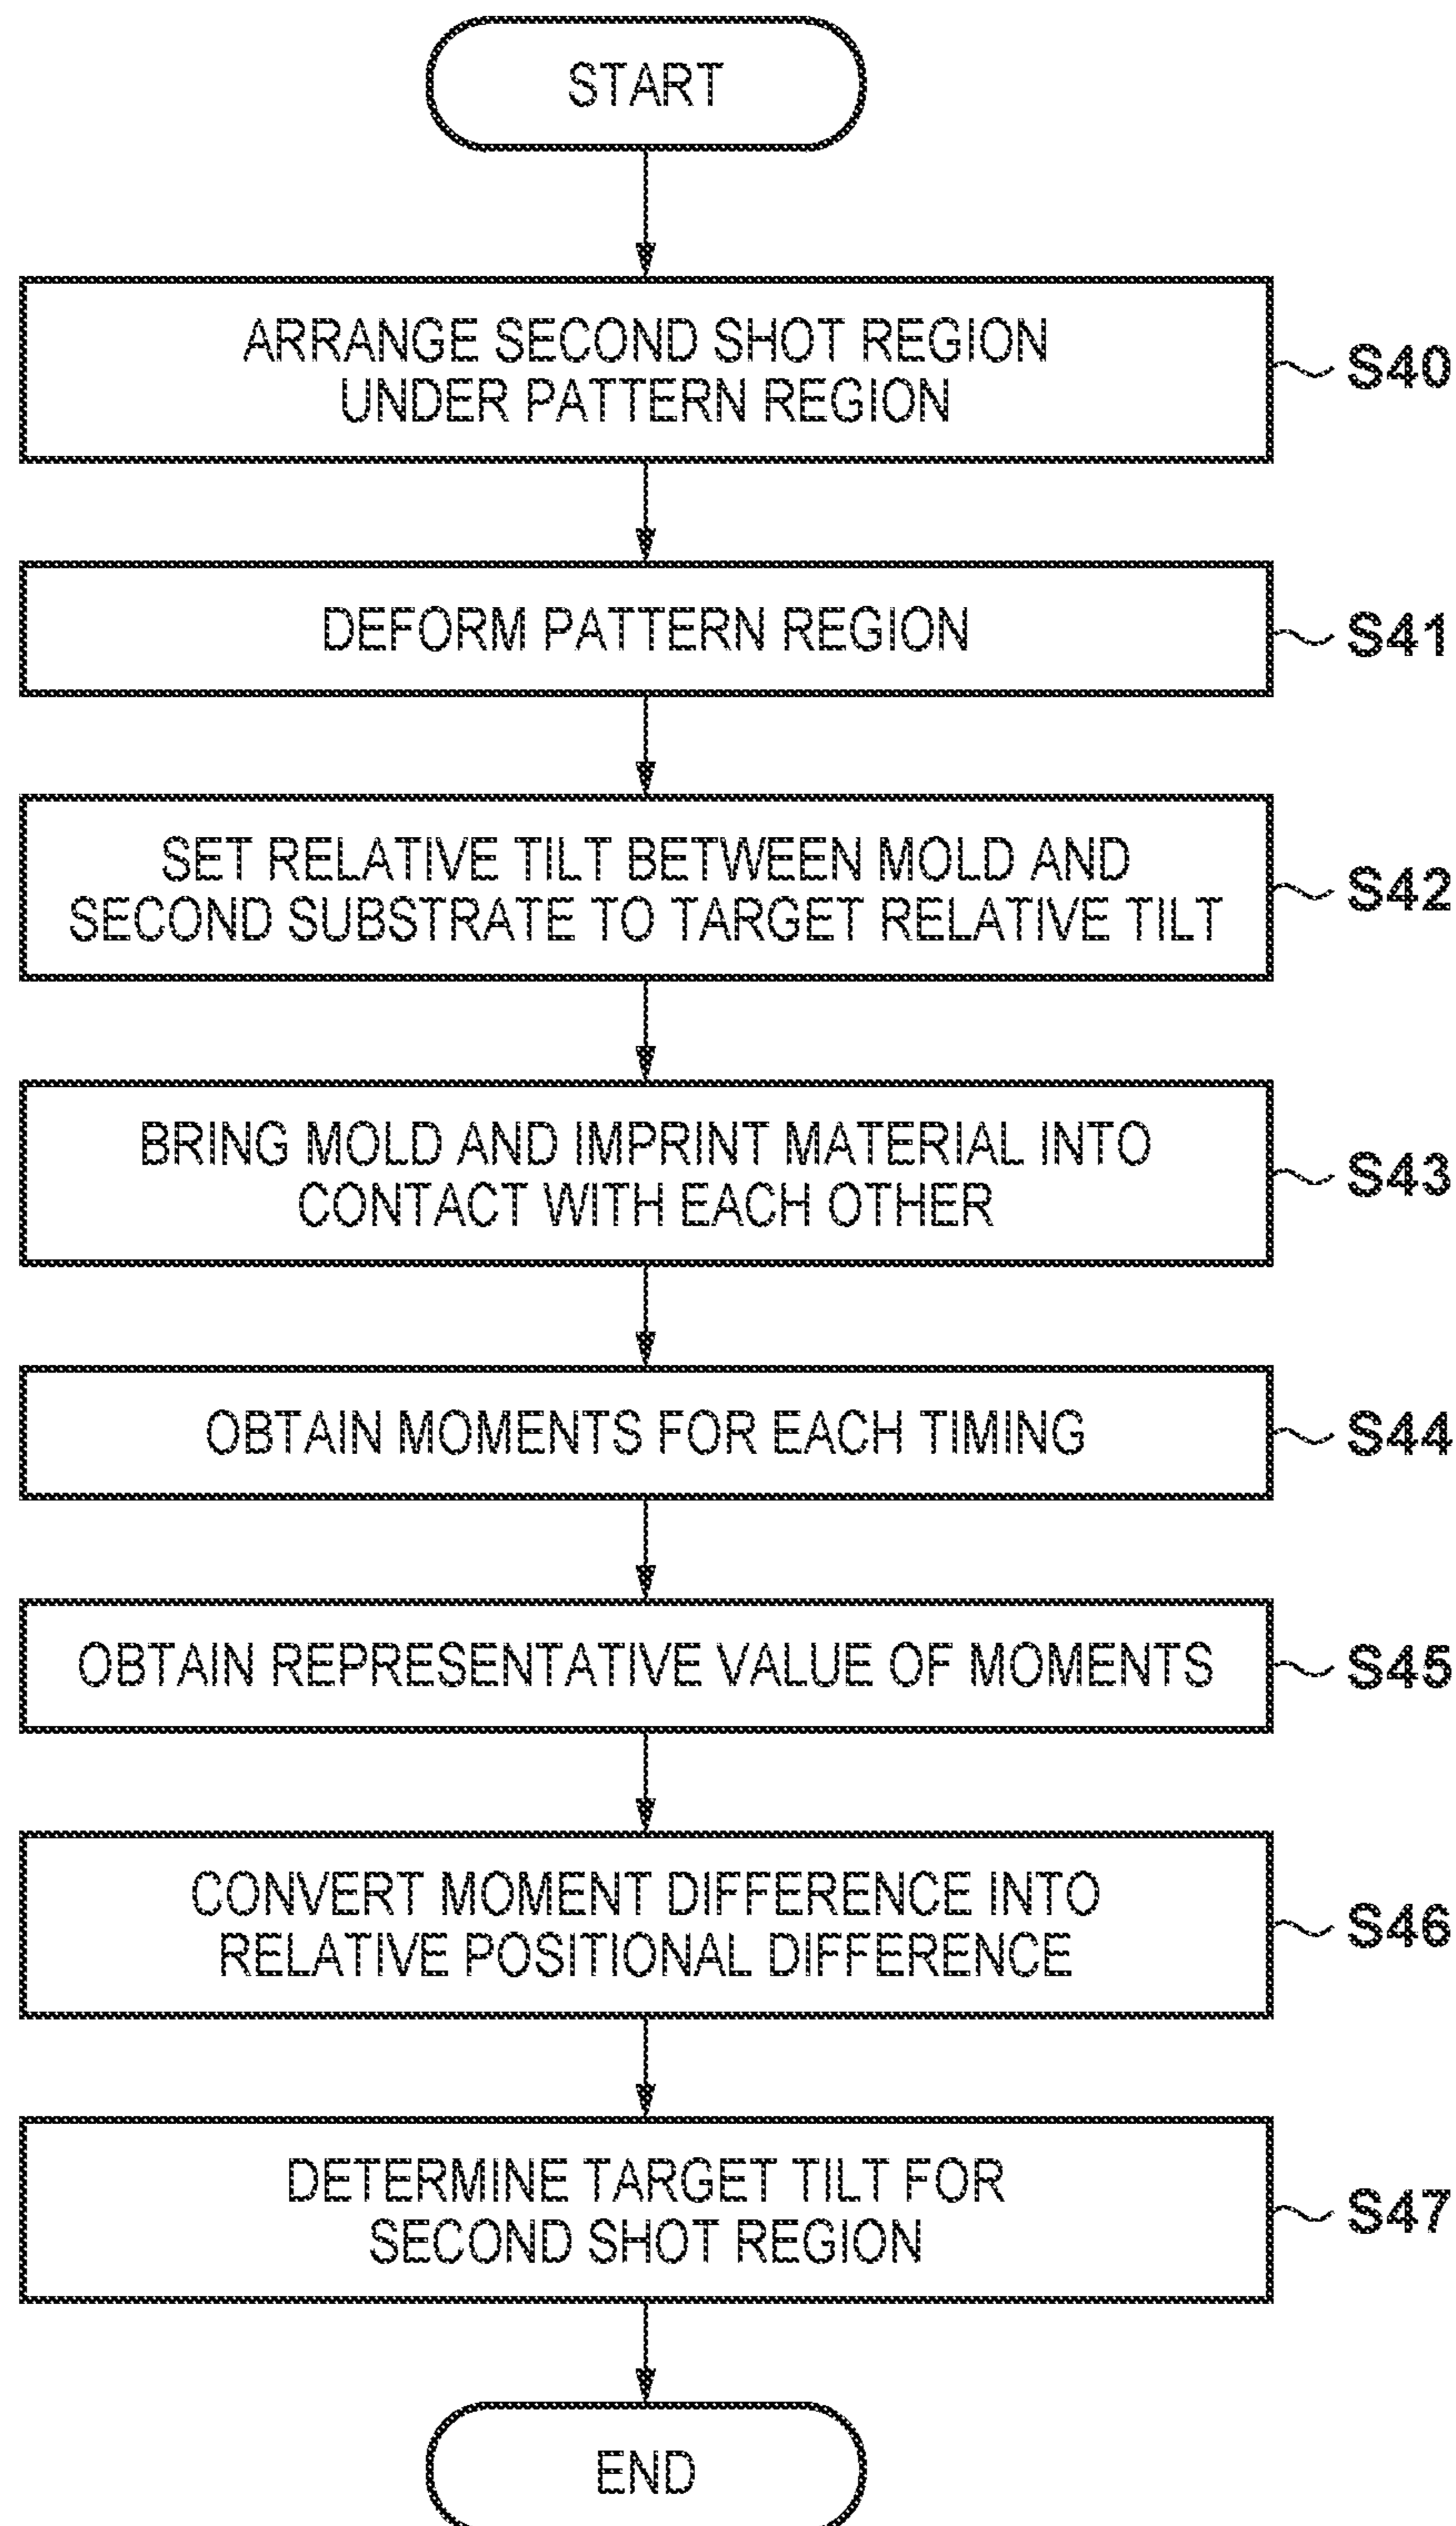 START
ARRANGE SECOND SHOT REGION
UNDER PATTERN REGION
S40
DEFORM PATTERN REGION
S41
SET RELATIVE TILT BETWEEN MOLD AND
SECOND SUBSTRATE TO TARGET RELATIVE TILT
S42
BRING MOLD AND IMPRINT MATERIAL INTO
CONTACT WITH EACH OTHER
S43
OBTAIN MOMENTS FOR EACH TIMING
S44
OBTAIN REPRESENTATIVE VALUE OF MOMENTS
S45
CONVERT MOMENT DIFFERENCE INTO
RELATIVE POSITIONAL DIFFERENCE
S46
DETERMINE TARGET TILT FOR
SECOND SHOT REGION
S47
END